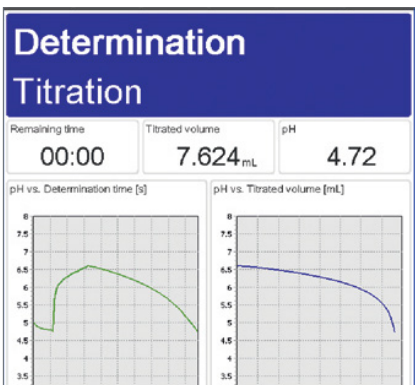 Determination
Titration
Remaining time
Titrated volume
pH
00:00
7.624 mL
4.72
pH vs. Determination time [s]
pH vs. Titrated volume [mL]
8
7.5
7
6.5
6
5.5
5
4.5
4
3.5
8
7.5
7
6.5
6
5.5
5
4.5
4
3.5